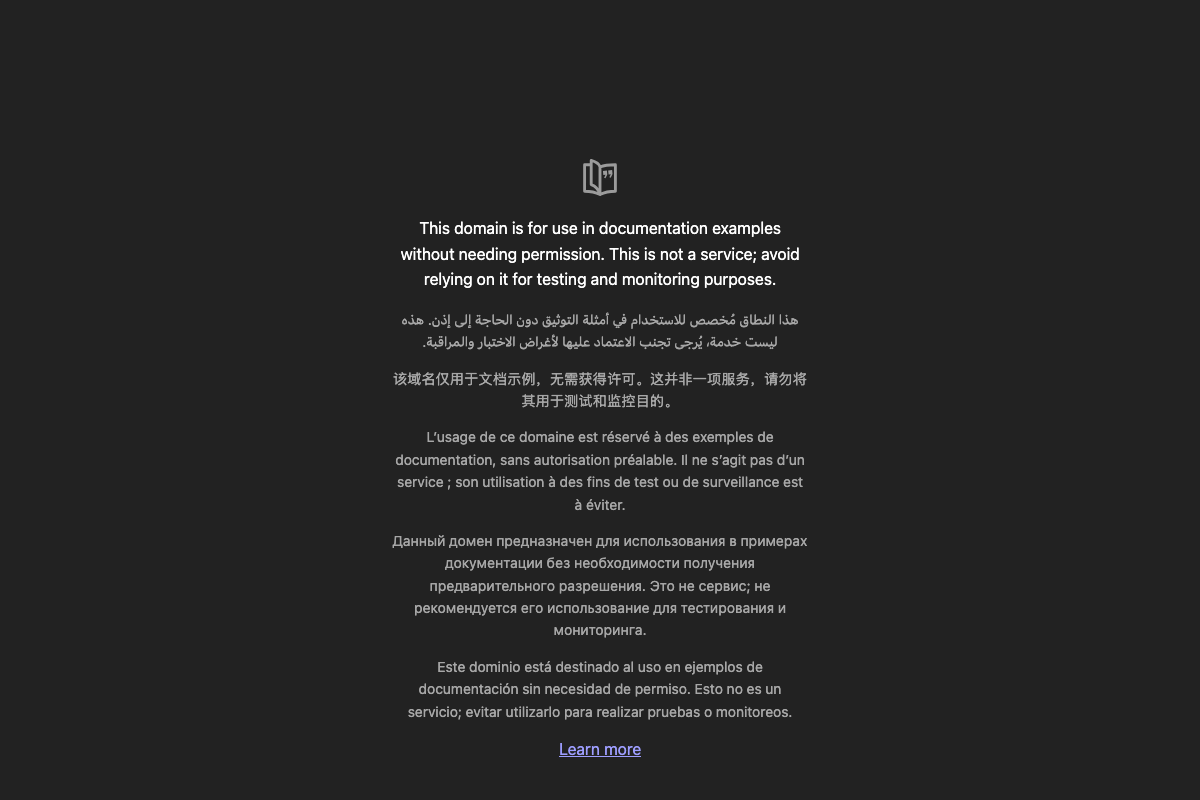 This domain is for use in documentation examples
without needing permission. This is not a service; avoid
relying on it for testing and monitoring purposes.
هذا النطاق مُخصص للاستخدام في أمثلة التوثيق دون الحاجة إلى إذن. هذه
ليست خدمة، يُرجى تجنب الاعتماد عليها لأغراض الاختبار والمراقبة.
该域名仅用于文档示例，无需获得许可。这并非一项服务，请勿将
其用于测试和监控目的。
L’usage de ce domaine est réservé à des exemples de
documentation, sans autorisation préalable. Il ne s’agit pas d’un
service ; son utilisation à des fins de test ou de surveillance est
à éviter.
Данный домен предназначен для использования в примерах
документации без необходимости получения
предварительного разрешения. Это не сервис; не
рекомендуется его использование для тестирования и
мониторинга.
Este dominio está destinado al uso en ejemplos de
documentación sin necesidad de permiso. Esto no es un
servicio; evitar utilizarlo para realizar pruebas o monitoreos.
Learn more